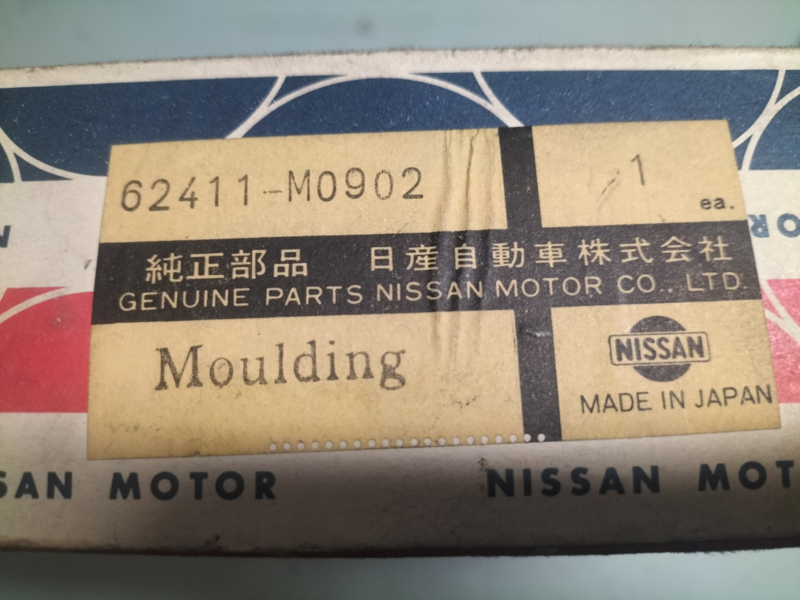 62411-M0902
1
ea.
純正部品 日産自動車株式会社
GENUINE PARTS NISSAN MOTOR CO., LTD.
Moulding
NISSAN
MADE IN JAPAN
SAN MOTOR
NISSAN MOT